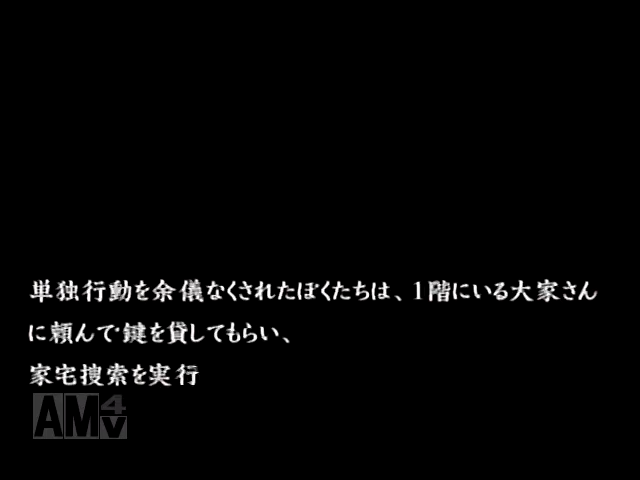 単独行動を余儀なくされたぼくたちは、1階にいる大家さん
に頼んで鍵を貸してもらい、
家宅捜索を実行
AM4V